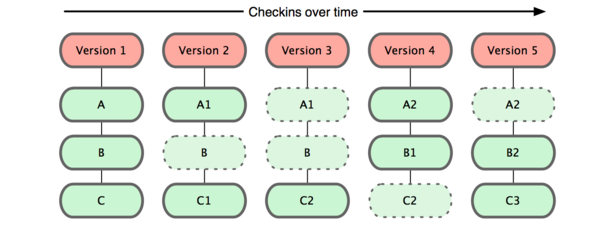 Checkins over time
Version 1 Version 2 Version 3 Version 4 Version 5
A A1 A1 A2 A2
B B B B1 B2
C C1 C2 C2 C3